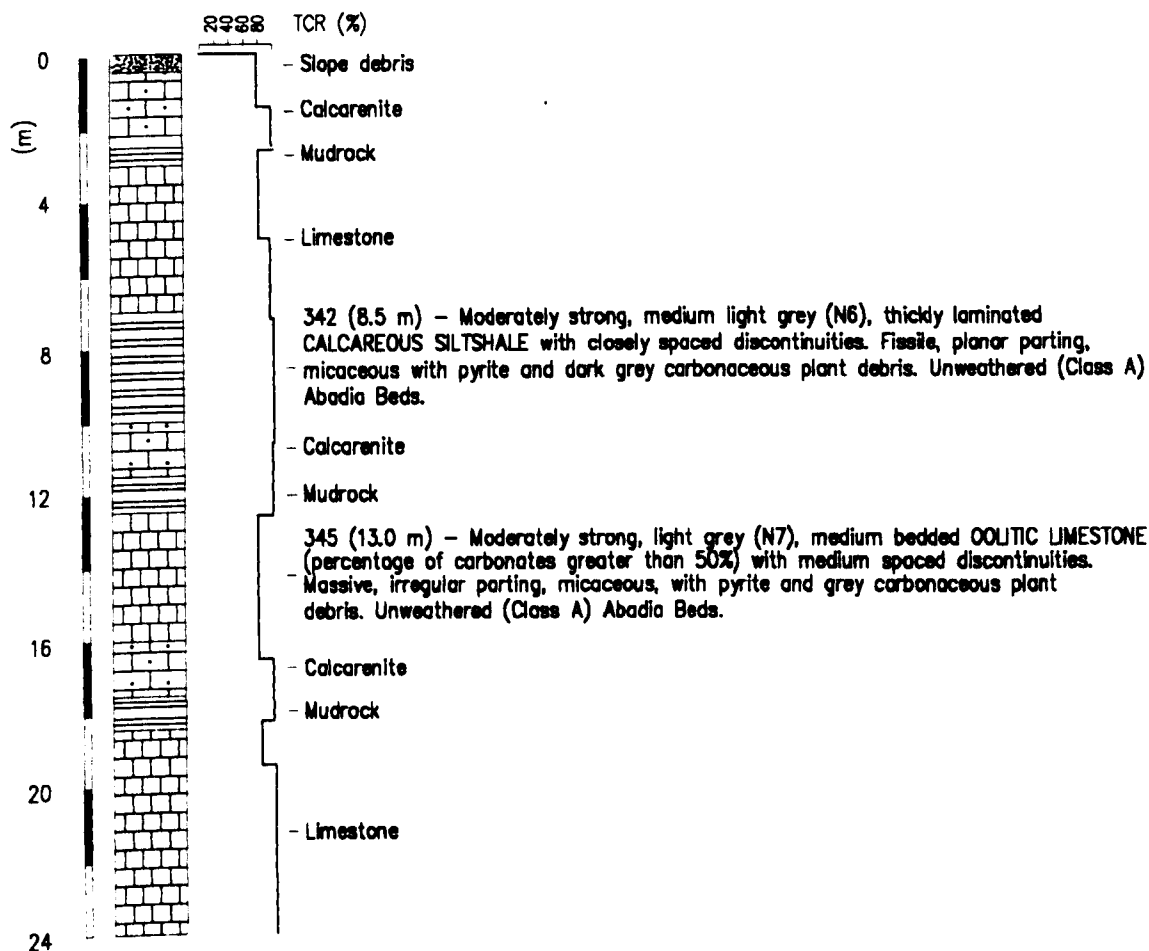 20 40 60 80 TCR (%)
0
Slope debris
Calcarenite
(m)
Mudrock
4
Limestone
342 (8.5 m) – Moderately strong, medium light grey (N6), thickly laminated
CALCAREOUS SILTSHALE with closely spaced discontinuities. Fissile, planar parting,
8
micaceous with pyrite and dark grey carbonaceous plant debris. Unweathered (Class A)
Abadia Beds.
Calcarenite
12
Mudrock
345 (13.0 m) – Moderately strong, light grey (N7), medium bedded OOLITIC LIMESTONE
(percentage of carbonates greater than 50%) with medium spaced discontinuities.
Massive, irregular parting, micaceous, with pyrite and grey carbonaceous plant
debris. Unweathered (Class A) Abadia Beds.
16
Calcarenite
Mudrock
20
Limestone
24